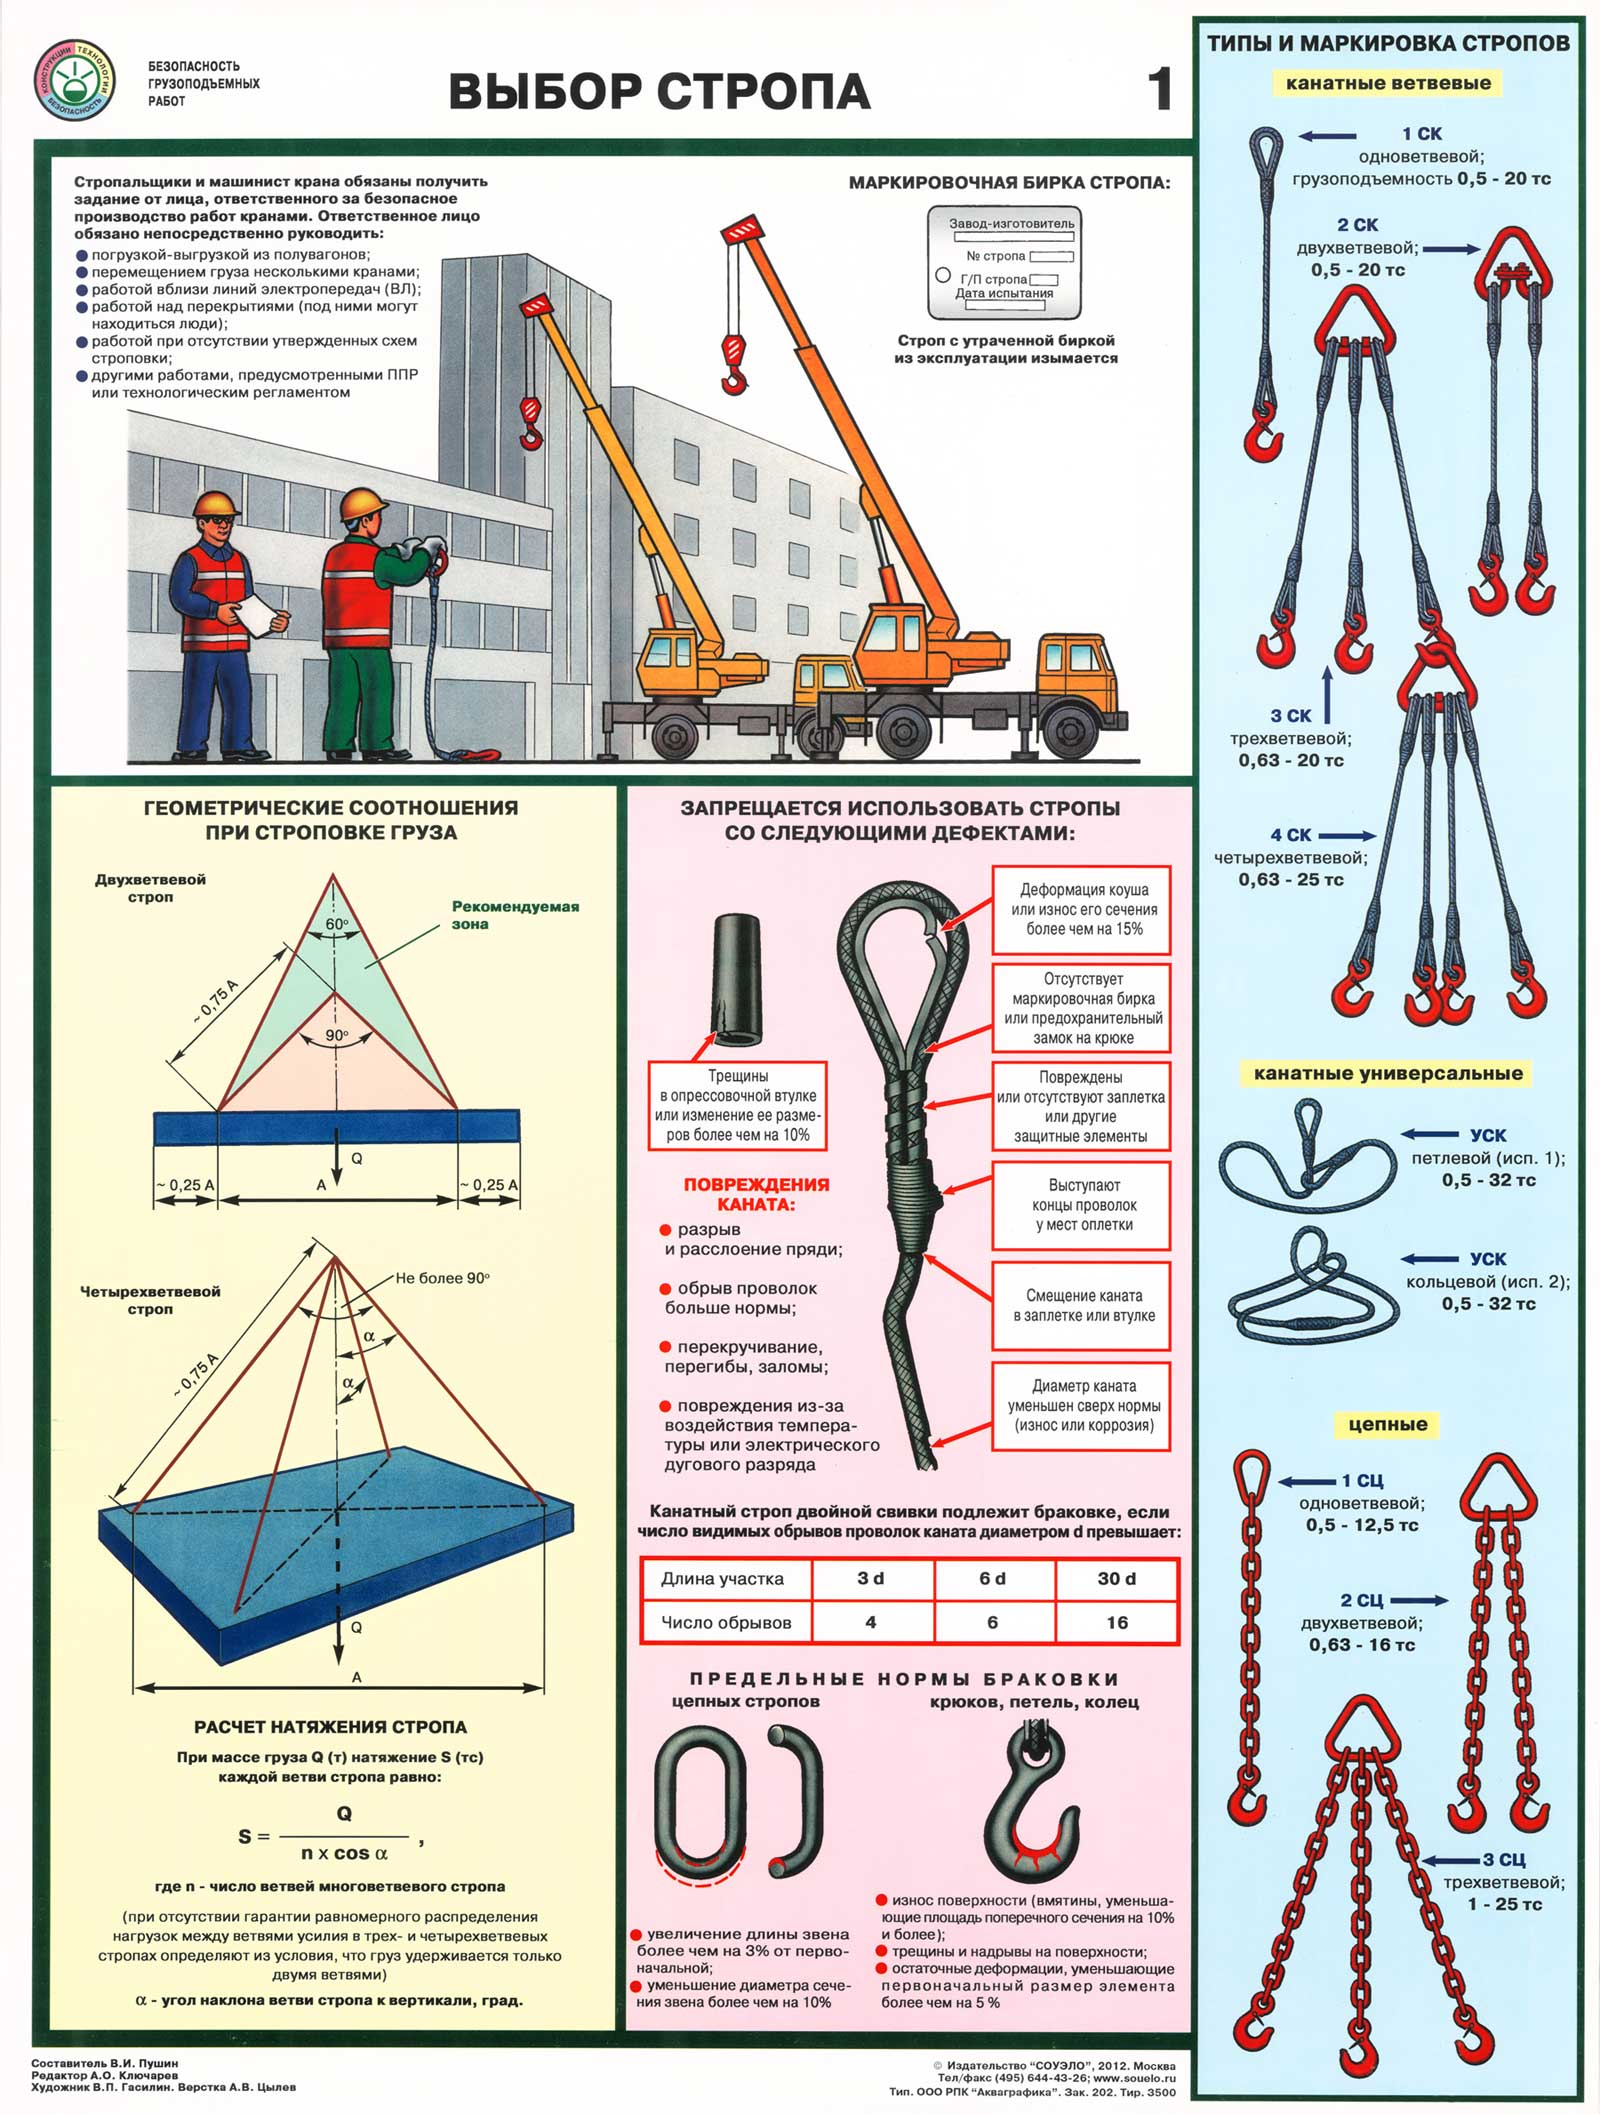 КОНСТРУКЦИИ ТЕХНОЛОГИИ БЕЗОПАСНОСТЬ
БЕЗОПАСНОСТЬ
ГРУЗОПОДЪЕМНЫХ
РАБОТ
ВЫБОР СТРОПА
1
Стропальщики и машинист крана обязаны получить
задание от лица, ответственного за безопасное
производство работ кранами. Ответственное лицо
обязано непосредственно руководить:
погрузкой-выгрузкой из полувагонов;
перемещением груза несколькими кранами;
работой вблизи линий электропередач (ВЛ);
работой над перекрытиями (под ними могут
находиться люди);
работой при отсутствии утвержденных схем
строповки;
другими работами, предусмотренными ППР
или технологическим регламентом
МАРКИРОВОЧНАЯ БИРКА СТРОПА:
Завод-изготовитель
№ стропа
Г/П стропа
Дата испытания
Строп с утраченной биркой
из эксплуатации изымается
ГЕОМЕТРИЧЕСКИЕ СООТНОШЕНИЯ
ПРИ СТРОПОВКЕ ГРУЗА
Двухветвевой
строп
Рекомендуемая
зона
60°
~ 0,75 А
90°
Q
~ 0,25 А
А
~ 0,25 А
Четырехветвевой
строп
Не более 90°
~ 0,75 А
α
α
Q
А
РАСЧЕТ НАТЯЖЕНИЯ СТРОПА
При массе груза Q (т) натяжение S (тс)
каждой ветви стропа равно:
Q
S = ,
n x cos α
где n - число ветвей многоветвевого стропа
(при отсутствии гарантии равномерного распределения
нагрузок между ветвями усилия в трех- и четырехветвевых
стропах определяют из условия, что груз удерживается только
двумя ветвями)
α - угол наклона ветви стропа к вертикали, град.
ЗАПРЕЩАЕТСЯ ИСПОЛЬЗОВАТЬ СТРОПЫ
СО СЛЕДУЮЩИМИ ДЕФЕКТАМИ:
Деформация коуша
или износ его сечения
более чем на 15%
Отсутствует
маркировочная бирка
или предохранительный
замок на крюке
Трещины
в опрессовочной втулке
или изменение ее разме-
ров более чем на 10%
Повреждены
или отсутствуют заплетка
или другие
защитные элементы
Выступают
концы проволок
у мест оплетки
Смещение каната
в заплетке или втулке
Диаметр каната
уменьшен сверх нормы
(износ или коррозия)
ПОВРЕЖДЕНИЯ
КАНАТА:
разрыв
и расслоение пряди;
обрыв проволок
больше нормы;
перекручивание,
перегибы, заломы;
повреждения из-за
воздействия темпера-
туры или электрического
дугового разряда
Канатный строп двойной свивки подлежит браковке, если
число видимых обрывов проволок каната диаметром d превышает:
Длина участка 3 d 6 d 30 d
Число обрывов 4 6 16
ПРЕДЕЛЬНЫЕ НОРМЫ БРАКОВКИ
цепных стропов
крюков, петель, колец
увеличение длины звена
более чем на 3% от перво-
начальной;
уменьшение диаметра сече-
ния звена более чем на 10%
износ поверхности (вмятины, уменьша-
ющие площадь поперечного сечения на 10%
и более);
трещины и надрывы на поверхности;
остаточные деформации, уменьшающие
первоначальный размер элемента
более чем на 5 %
ТИПЫ И МАРКИРОВКА СТРОПОВ
канатные ветвевые
1 СК
одноветвевой;
грузоподъемность 0,5 - 20 тс
2 СК
двухветвевой;
0,5 - 20 тс
3 СК
трехветвевой;
0,63 - 20 тс
4 СК
четырехветвевой;
0,63 - 25 тс
канатные универсальные
УСК
петлевой (исп. 1);
0,5 - 32 тс
УСК
кольцевой (исп. 2);
0,5 - 32 тс
цепные
1 СЦ
одноветвевой;
0,5 - 12,5 тс
2 СЦ
двухветвевой;
0,63 - 16 тс
3 СЦ
трехветвевой;
1 - 25 тс
Составитель В.И. Пушин
Редактор А.О. Ключарев
Художник В.П. Гасилин. Верстка А.В. Цылев
© Издательство “СОУЭЛО”, 2012. Москва
Тел/факс (495) 644-43-26; www.souelo.ru
Тип. ООО РПК “Акваграфика”. Зак. 202. Тир. 3500